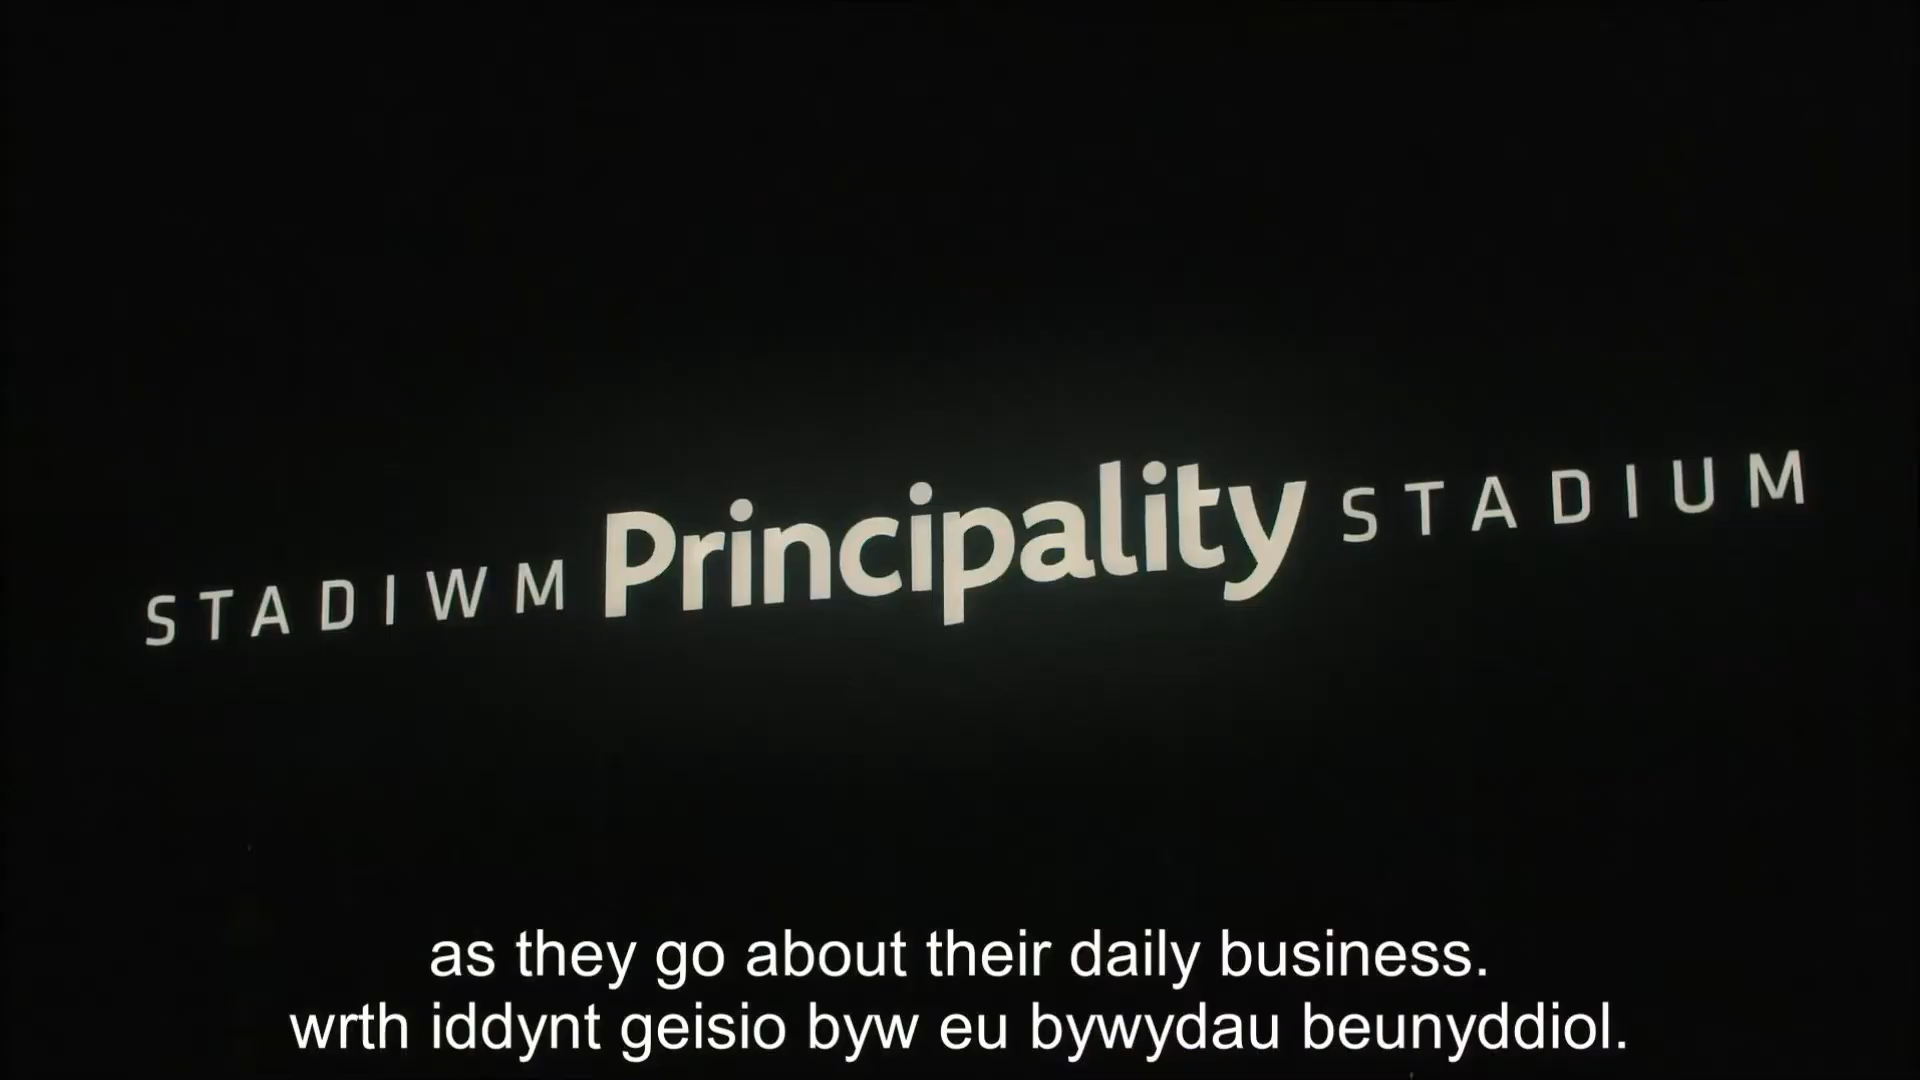 STADIWM Principality STADIUM
as they go about their daily business.
wrth iddynt geisio byw eu bywydau beunyddiol.